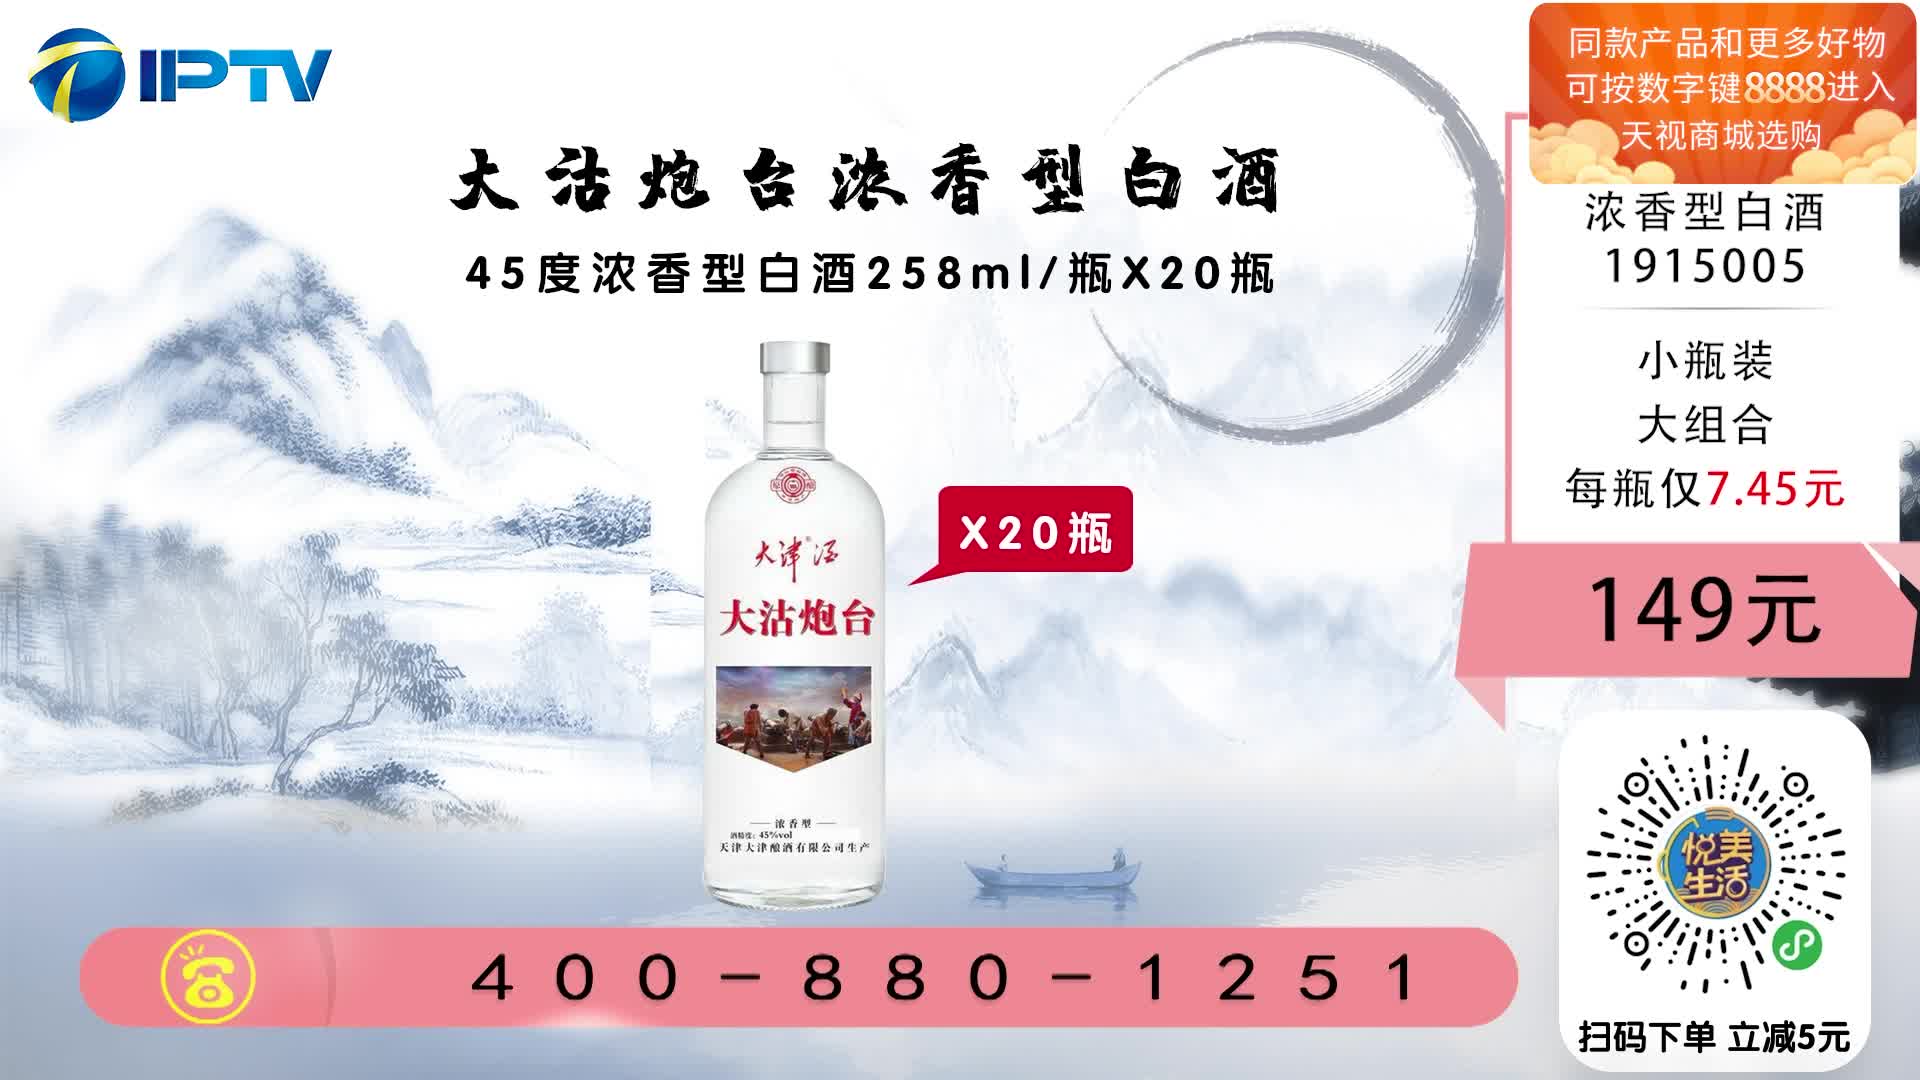 IPTV
大沽炮台浓香型白酒
45度浓香型白酒258ml/瓶X20瓶
大津®酒
大沽炮台
浓香型
酒精度：45%vol
天津大津酿酒有限公司生产
X20瓶
400-880-1251
同款产品和更多好物
可按数字键8888进入
天视商城选购
浓香型白酒
1915005
小瓶装
大组合
每瓶仅7.45元
149元
悦美
生活
扫码下单 立减5元